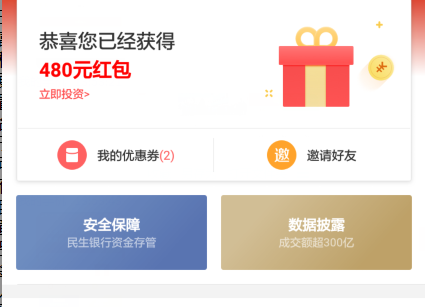 恭喜您已经获得
480元红包
立即投资>
我的优惠券(2)
邀
邀请好友
安全保障
民生银行资金存管
数据披露
成交额超300亿